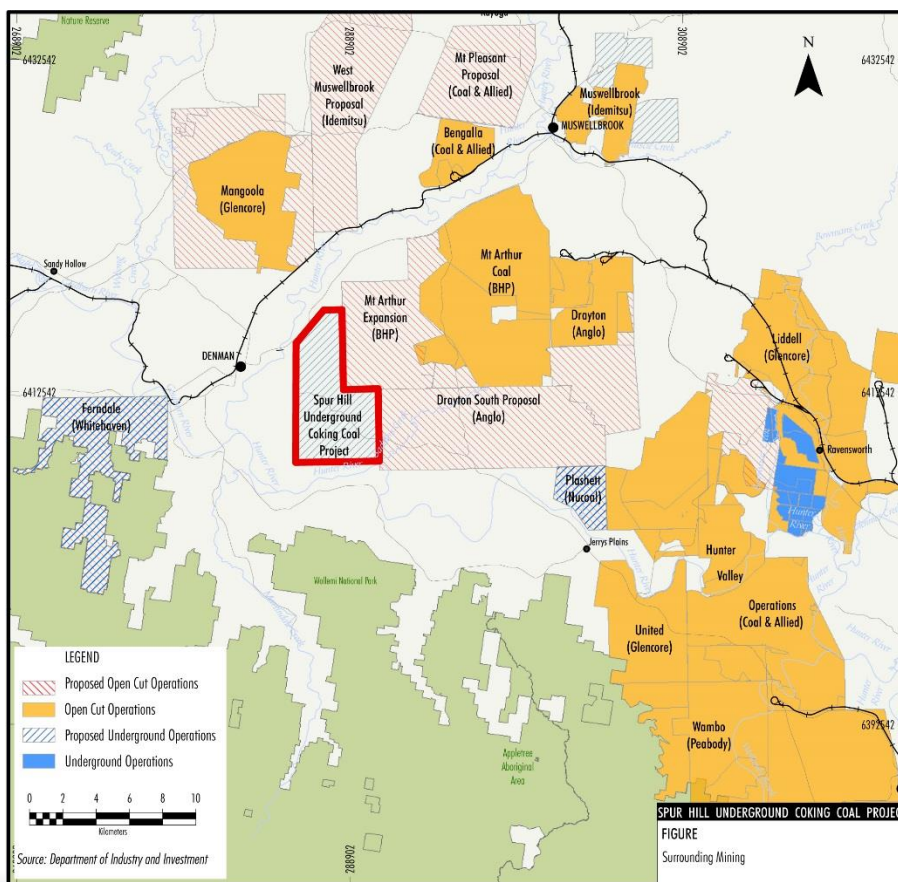 268902
288902
308902
Nature Reserve
6432542
6432542
N
West
Muswellbrook
Proposal
(Idemitsu)
Mt Pleasant
Proposal
(Coal & Allied)
Muswellbrook
(Idemitsu)
MUSWELLBROOK
Bengalla
(Coal & Allied)
Mangoola
(Glencore)
Sandy Hollow
Mt Arthur
Coal
(BHP)
Mt Arthur
Expansion
(BHP)
Drayton
(Anglo)
Liddell
(Glencore)
DENMAN
6412542
6412542
Spur Hill
Underground
Coking Coal
Project
Drayton South Proposal
(Anglo)
Ferndale
(Whitehaven)
Ravensworth
Plashett
(Nucoal)
Hunter
River
Jerrys Plains
Hunter
Valley
Operations
(Coal & Allied)
Wollemi National Park
United
(Glencore)
Wambo
(Peabody)
6392542
Appletree
Aboriginal
Area
LEGEND
Proposed Open Cut Operations
Open Cut Operations
Proposed Underground Operations
Underground Operations
0 2 4 6 8 10
Kilometers
Source: Department of Industry and Investment
288902
SPUR HILL UNDERGROUND COKING COAL PROJECT
FIGURE
Surrounding Mining